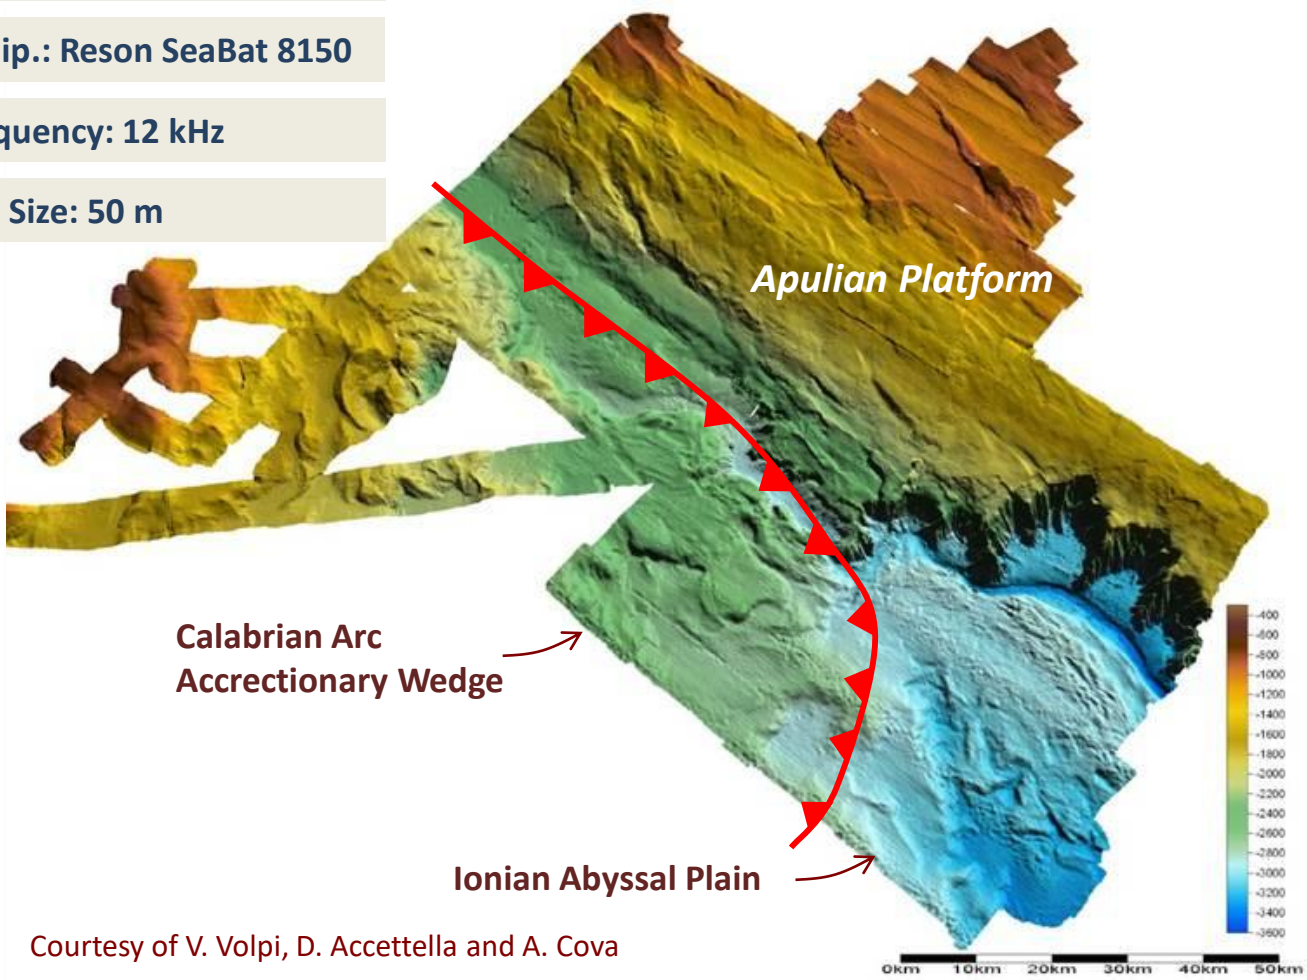 ip.: Reson SeaBat 8150
quency: 12 kHz
Size: 50 m
Apulian Platform
Calabrian Arc
Accrectionary Wedge
Ionian Abyssal Plain
Courtesy of V. Volpi, D. Accettella and A. Cova
-400
-600
-800
-1000
-1200
-1400
-1600
-1800
-2000
-2200
-2400
-2600
-2800
-3000
-3200
-3400
-3600
0km 10km 20km 30km 40km 50km